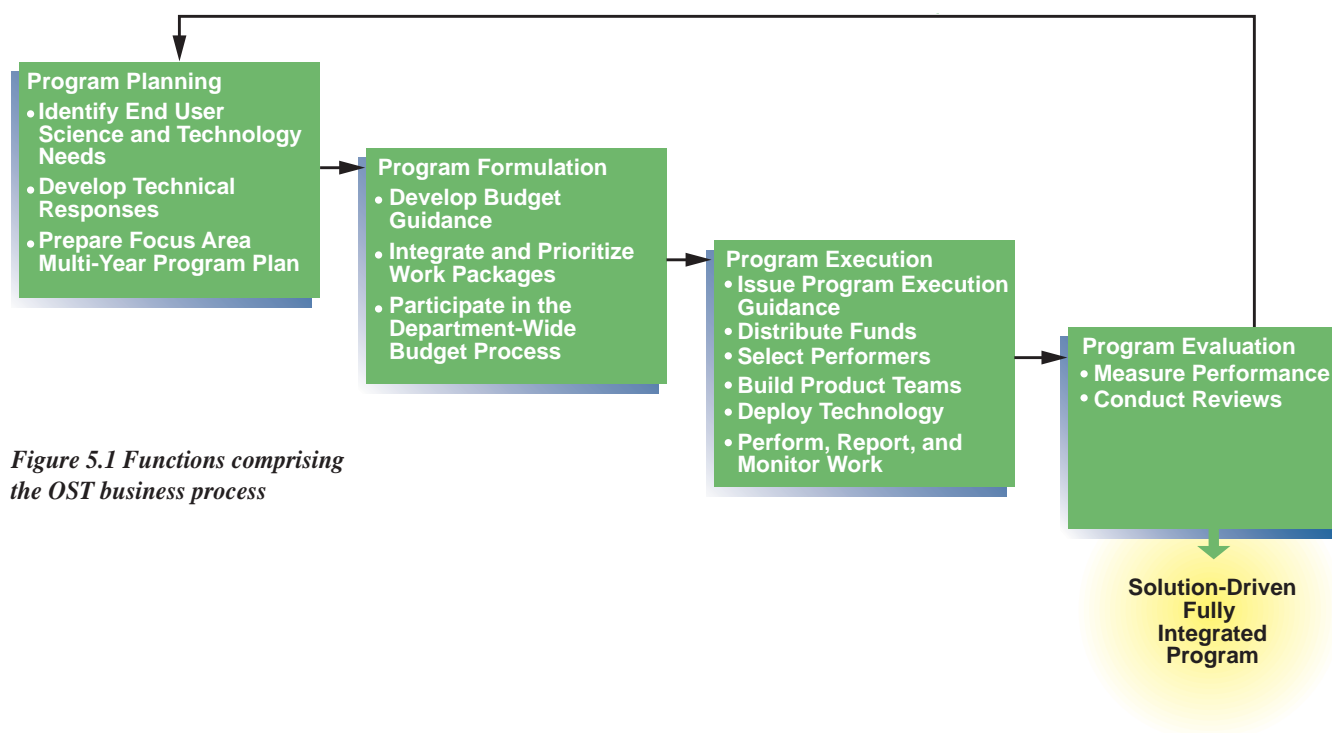 Program Planning
• Identify End User
Science and Technology
Needs
• Develop Technical
Responses
• Prepare Focus Area
Multi-Year Program Plan
Program Formulation
• Develop Budget
Guidance
• Integrate and Prioritize
Work Packages
• Participate in the
Department-Wide
Budget Process
Program Execution
• Issue Program Execution
Guidance
• Distribute Funds
• Select Performers
• Build Product Teams
• Deploy Technology
• Perform, Report, and
Monitor Work
Program Evaluation
• Measure Performance
• Conduct Reviews
Solution-Driven
Fully
Integrated
Program
Figure 5.1 Functions comprising
the OST business process